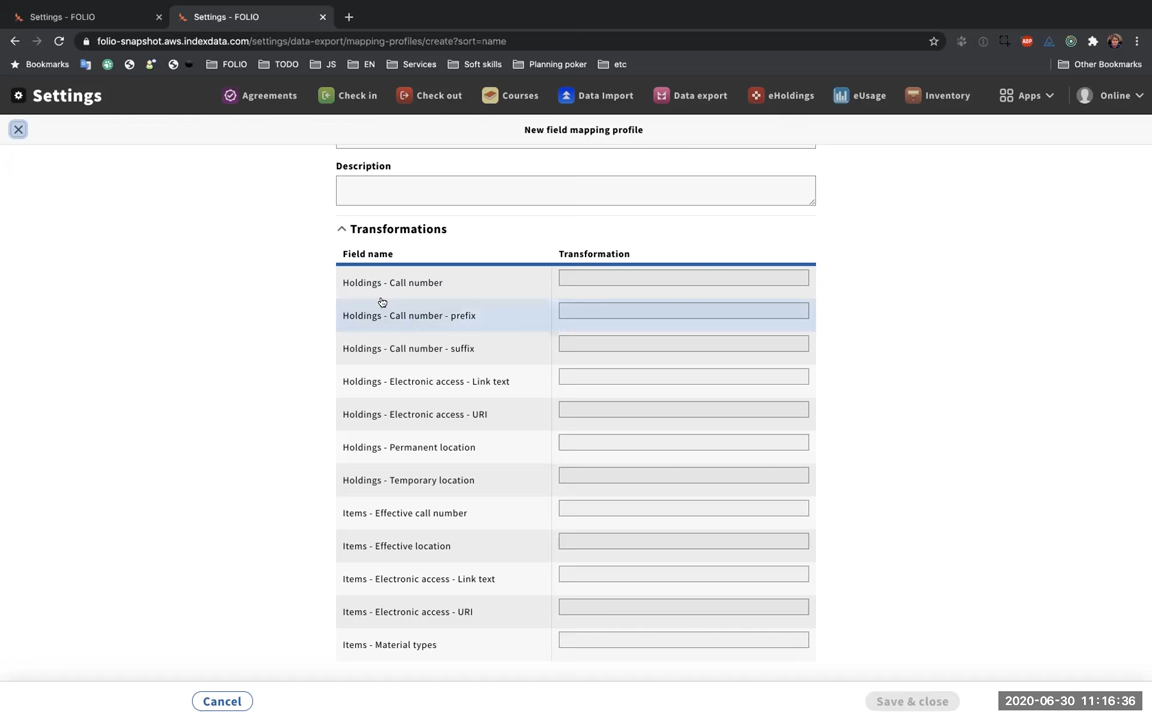 Settings - FOLIO
Settings - FOLIO
folio-snapshot.aws.indexdata.com/settings/data-export/mapping-profiles/create?sort=name
Bookmarks FOLIO TODO JS EN Services Soft skills Planning poker etc Other Bookmarks
Settings Agreements Check in Check out Courses Data Import Data export eHoldings eUsage Inventory Apps Online
New field mapping profile
Description
Transformations
Field name Transformation
Holdings - Call number
Holdings - Call number - prefix
Holdings - Call number - suffix
Holdings - Electronic access - Link text
Holdings - Electronic access - URI
Holdings - Permanent location
Holdings - Temporary location
Items - Effective call number
Items - Effective location
Items - Electronic access - Link text
Items - Electronic access - URI
Items - Material types
Cancel Save & close 2020-06-30 11:16:36